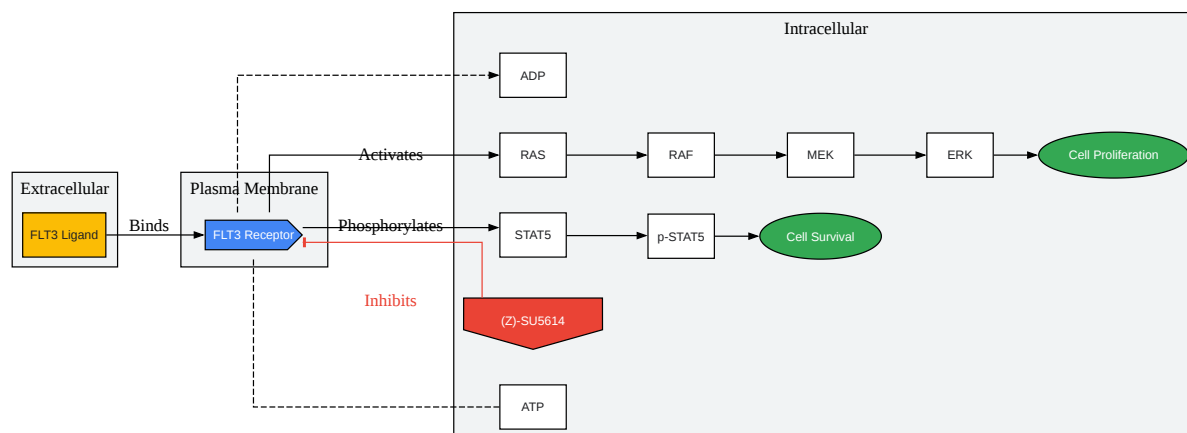 Intracellular
ADP
Activates
RAS
RAF
MEK
ERK
Cell Proliferation
Extracellular
Plasma Membrane
FLT3 Ligand
Binds
FLT3 Receptor
Phosphorylates
STAT5
p-STAT5
Cell Survival
Inhibits
(Z)-SU5614
ATP